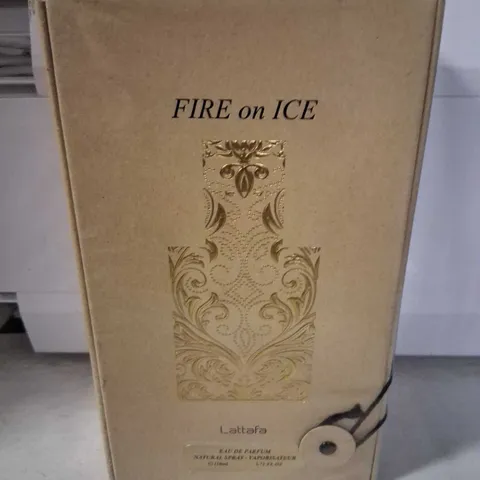 FIRE on ICE
Lattafa
EAU DE PARFUM
NATURAL SPRAY - VAPORISATEUR